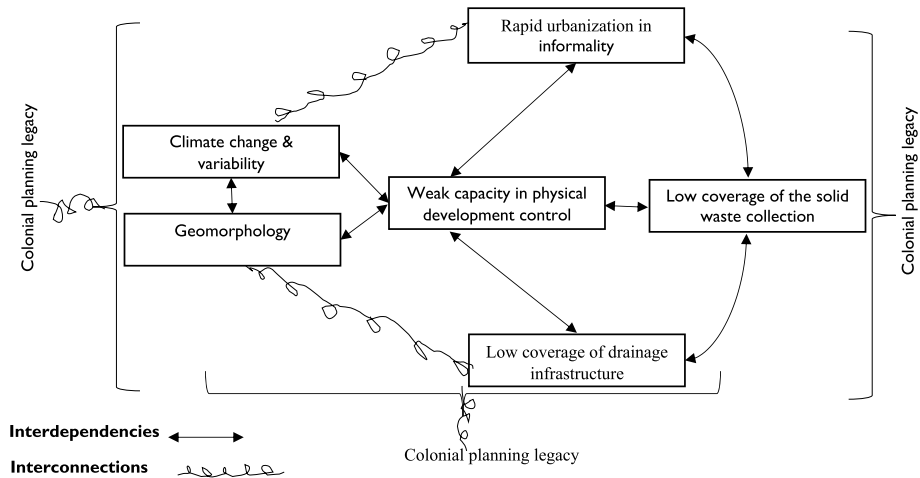 Rapid urbanization in
informality
Colonial planning legacy
Climate change &
variability
Geomorphology
Weak capacity in physical
development control
Low coverage of the solid
waste collection
Colonial planning legacy
Low coverage of drainage
infrastructure
Colonial planning legacy
Interdependencies
Interconnections